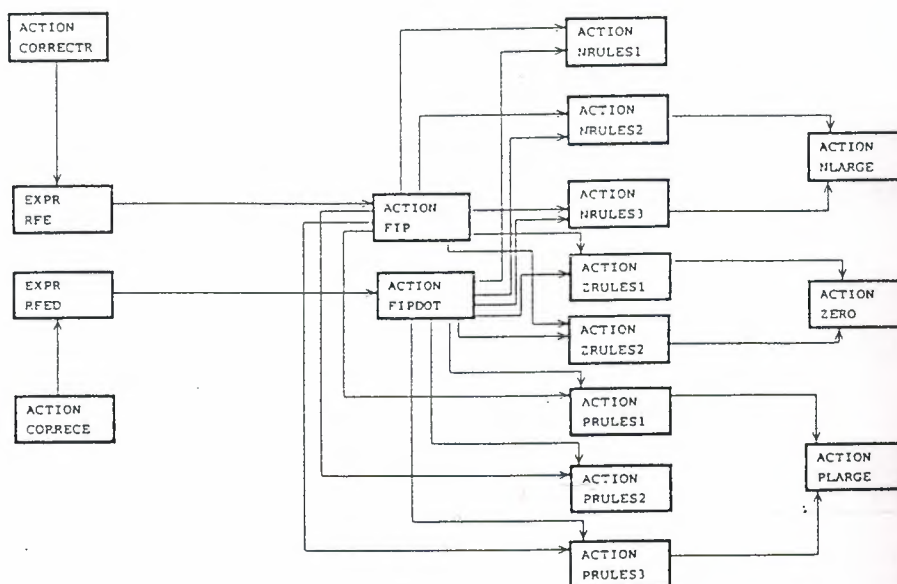 ACTION
CORRECTR
EXPR
RFE
EXPR
RFED
ACTION
CORRECE
ACTION
FIP
ACTION
FIPDOT
ACTION
NRULES1
ACTION
NRULES2
ACTION
NRULES3
ACTION
ZRULES1
ACTION
ZRULES2
ACTION
PRULES1
ACTION
PRULES2
ACTION
PRULES3
ACTION
NLARGE
ACTION
ZERO
ACTION
PLARGE